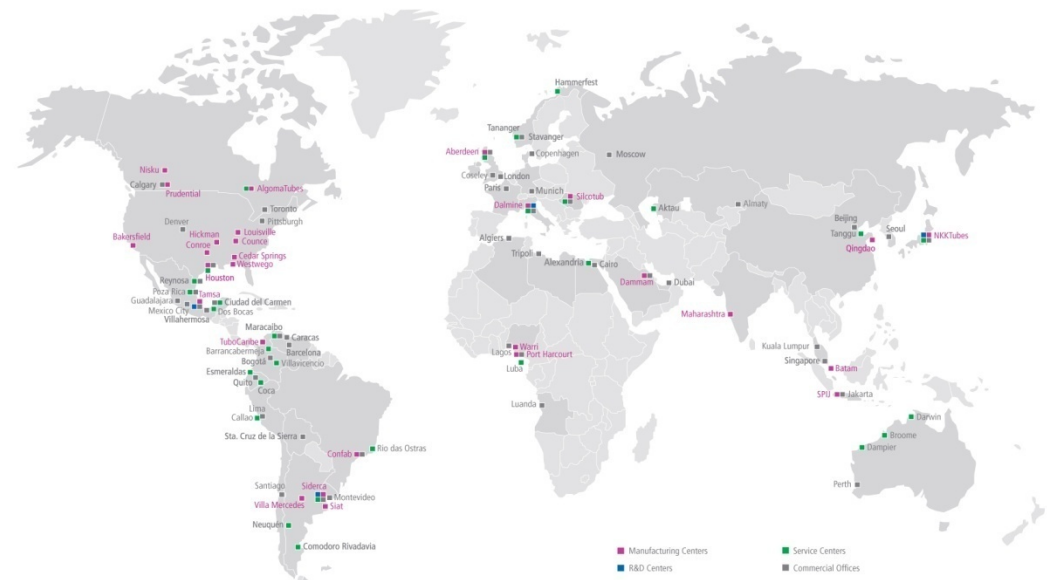 Hammerfest
Tananger
Stavanger
Aberdeen
Copenhagen
Moscow
Nisku
Coseley
London
Calgary
Prudential
AlgomaTubes
Paris
Munich
Silcotub
Dalmine
Toronto
Aktau
Almaty
Denver
Pittsburgh
Beijing
Hickman
Louisville
Tanggu
Seoul
NKKTubes
Bakersfield
Counce
Algiers
Qingdao
Conroe
Tripoli
Cedar Springs
Alexandria
Cairo
Westwego
Dammam
Houston
Reynosa
Dubai
Poza Rica
Tamsa
Guadalajara
Ciudad del Carmen
Mexico City
Dos Bocas
Maharashtra
Villahermosa
Maracaibo
Caracas
TuboCaribe
Warri
Kuala Lumpur
Barrancabermeja
Barcelona
Lagos
Port Harcourt
Bogotá
Villavicencio
Singapore
Esmeraldas
Luba
Batam
Quito
Coca
SPIJ
Jakarta
Lima
Luanda
Callao
Darwin
Sta. Cruz de la Sierra
Broome
Rio das Ostras
Dampier
Confab
Santiago
Siderca
Perth
Villa Mercedes
Montevideo
Siat
Neuquén
Comodoro Rivadavia
Manufacturing Centers
Service Centers
R&D Centers
Commercial Offices